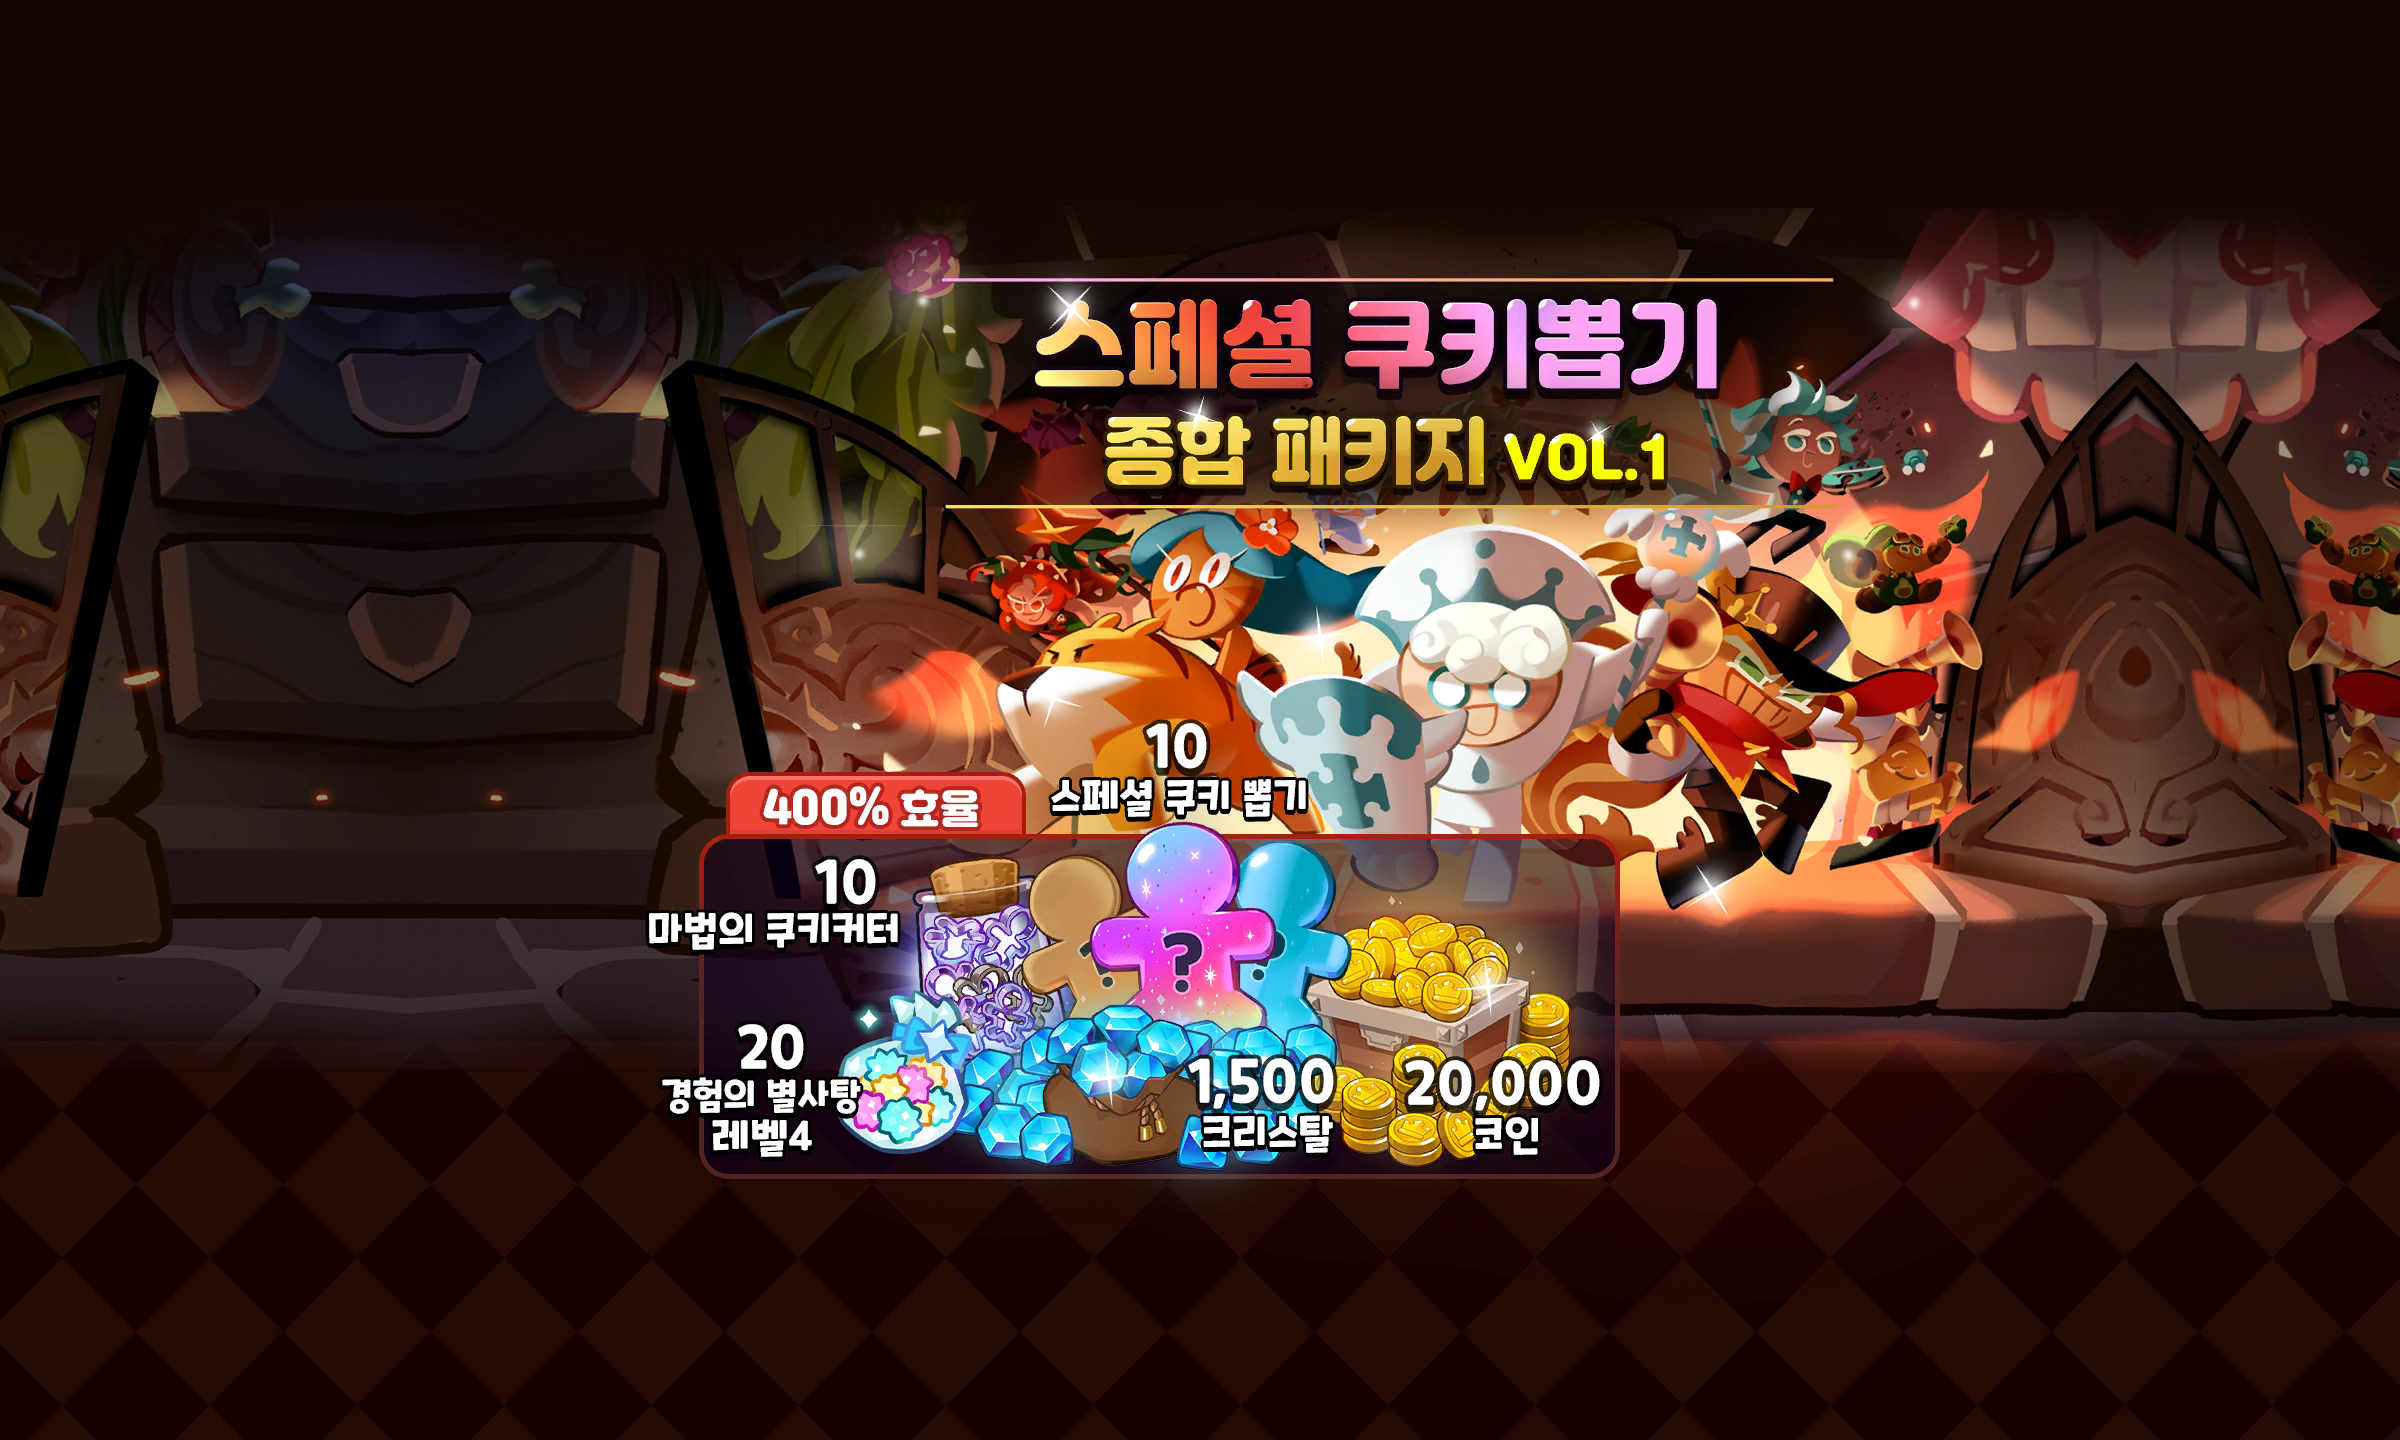 스페셜 쿠키뽑기
종합 패키지 VOL.1
10
스페셜 쿠키 뽑기
400% 효율
10
마법의 쿠키커터
20
경험의 별사탕
레벨4
1,500
크리스탈
20,000
코인